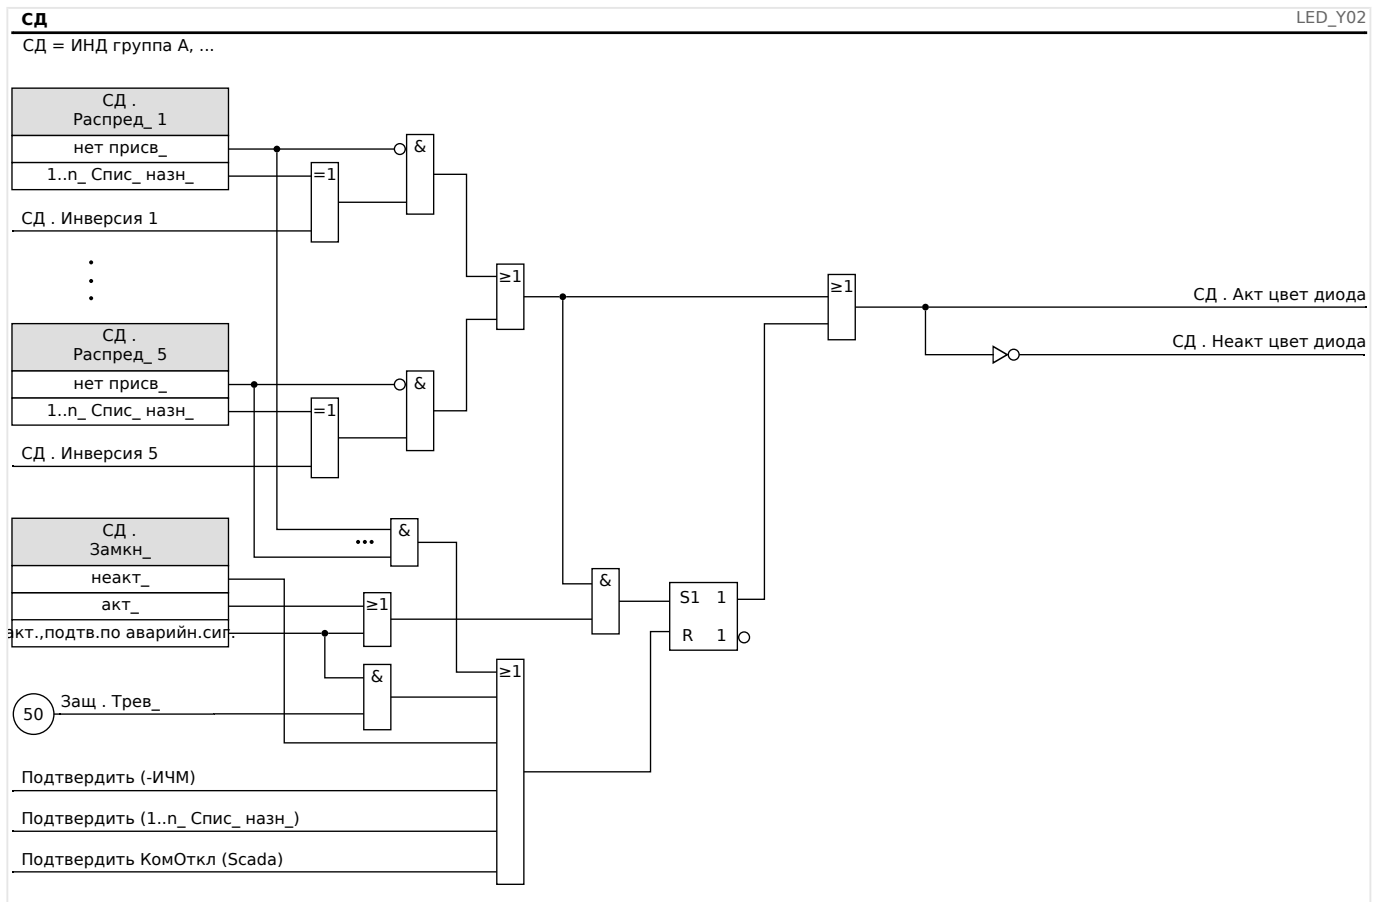 СД
LED_Y02
СД = ИНД группа A, ...
СД .
Распред_ 1
нет присв_
1..n_ Спис_ назн_
СД . Инверсия 1
&
=1
≥1
≥1
СД . Акт цвет диода
СД . Неакт цвет диода
СД .
Распред_ 5
нет присв_
1..n_ Спис_ назн_
СД . Инверсия 5
&
=1
СД .
Замкн_
неакт_
акт_
акт.,подтв.по аварийн.сиг.
&
...
≥1
&
&
S1 1
R 1
≥1
50
Защ . Трев_
Подтвердить (-ИЧМ)
Подтвердить (1..n_ Спис_ назн_)
Подтвердить КомОткл (Scada)